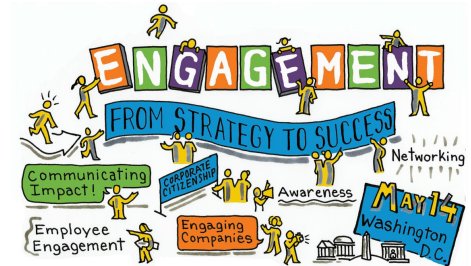 ENGAGEMENT
FROM STRATEGY TO SUCCESS
Networking
Communicating
Impact!
CORPORATE
CITIZENSHIP
Awareness
MAY 14
Washington
D.C.
Employee
Engagement
Engaging
Companies